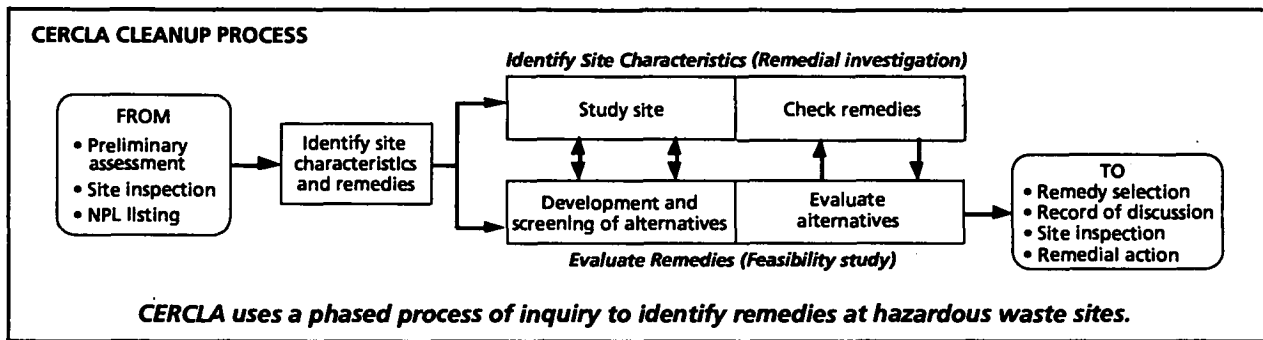 CERCLA CLEANUP PROCESS
Identify Site Characteristics (Remedial investigation)
FROM
• Preliminary
assessment
• Site inspection
• NPL listing
Identify site
characteristics
and remedies
Study site
Check remedies
Development and
screening of alternatives
Evaluate
alternatives
Evaluate Remedies (Feasibility study)
TO
• Remedy selection
• Record of discussion
• Site inspection
• Remedial action
CERCLA uses a phased process of inquiry to identify remedies at hazardous waste sites.